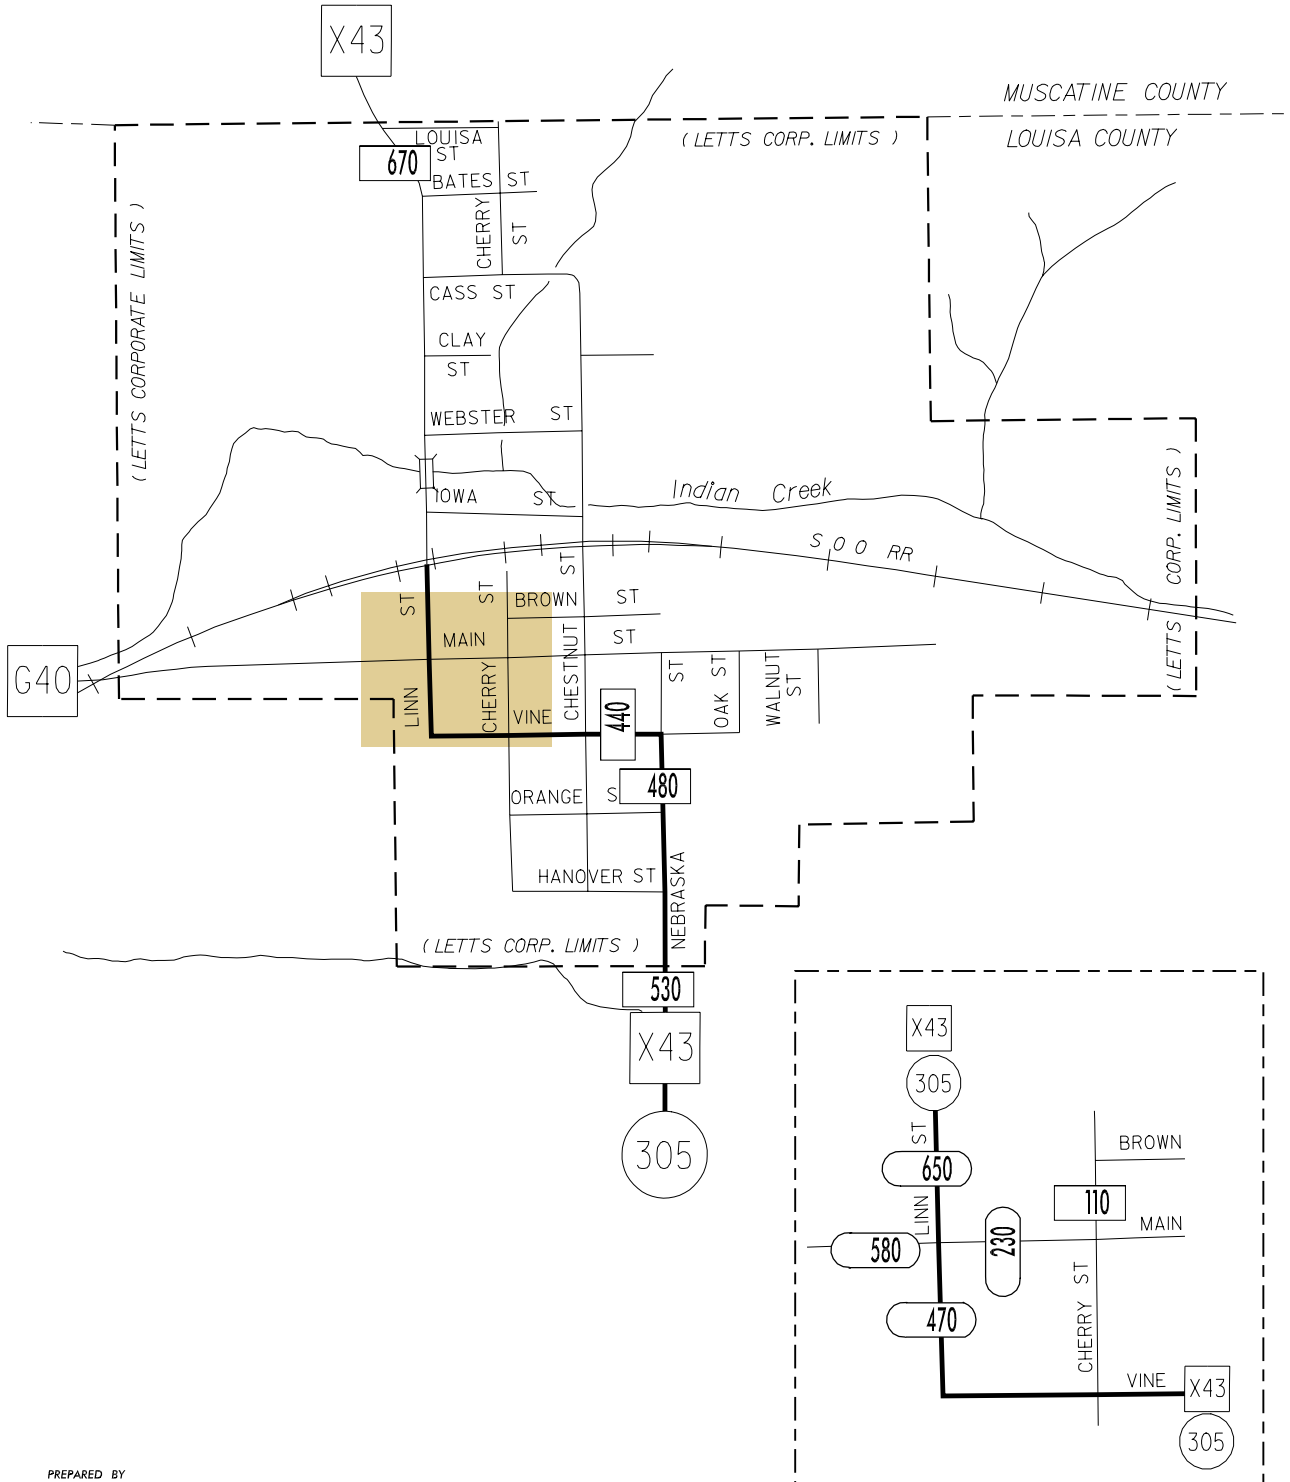 X43
MUSCATINE COUNTY
( LETTS CORP. LIMITS )
LOUISA COUNTY
LOUISA
ST
670
BATES ST
CHERRY
ST
( LETTS CORPORATE LIMITS )
CASS ST
CLAY
ST
WEBSTER ST
IOWA ST
Indian Creek
SOO RR
( LETTS CORP. LIMITS )
ST
ST
ST
BROWN ST
MAIN ST
G40
LINN
CHERRY
CHESTNUT
ST
OAK ST
WALNUT
ST
VINE
440
480
ORANGE S
HANOVER ST
NEBRASKA
( LETTS CORP. LIMITS )
530
X43
305
X43
305
ST
BROWN
650
110
LINN
MAIN
580
230
CHERRY ST
470
VINE
X43
305
PREPARED BY